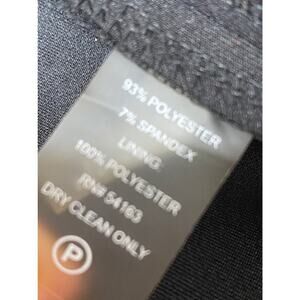 93% POLYESTER
7% SPANDEX
LINING:
100% POLYESTER
RN# 54163
DRY CLEAN ONLY
P